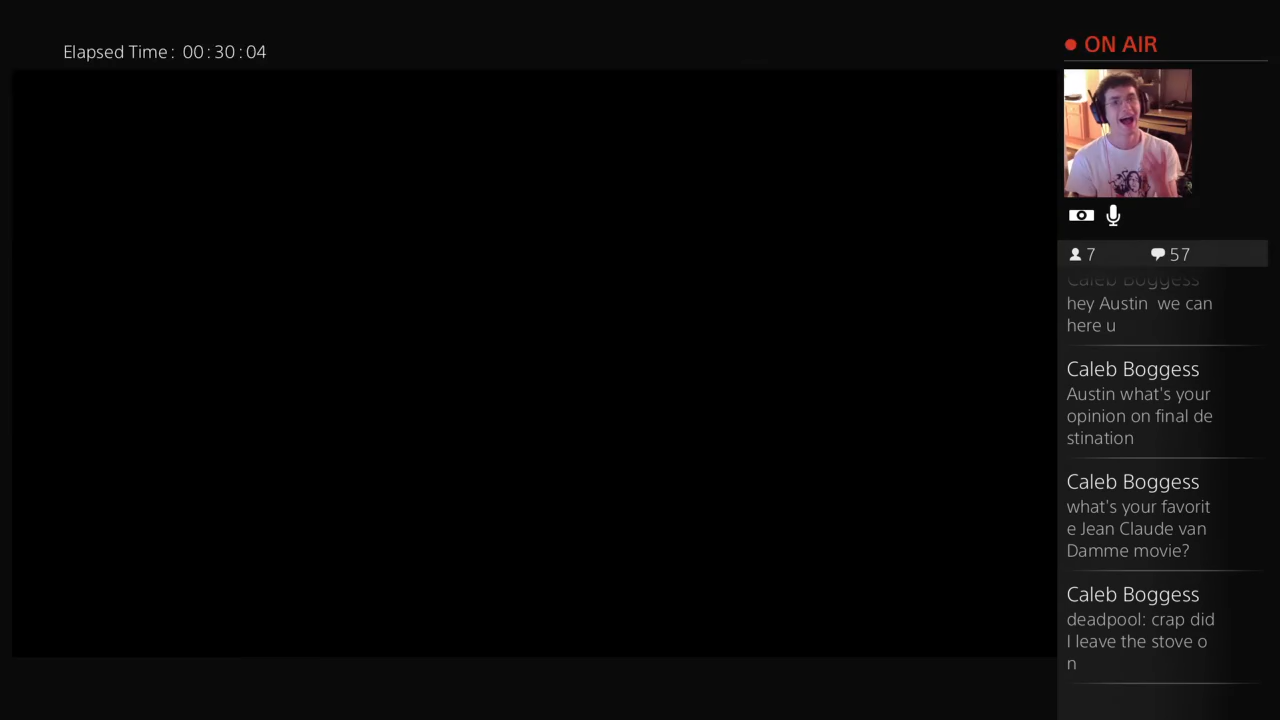 Elapsed Time: 00:30:04
ON AIR
7 57
Caleb Boggess
hey Austin  we can
here u
Caleb Boggess
Austin what's your
opinion on final de
stination
Caleb Boggess
what's your favorit
e Jean Claude van
Damme movie?
Caleb Boggess
deadpool: crap did
I leave the stove o
n